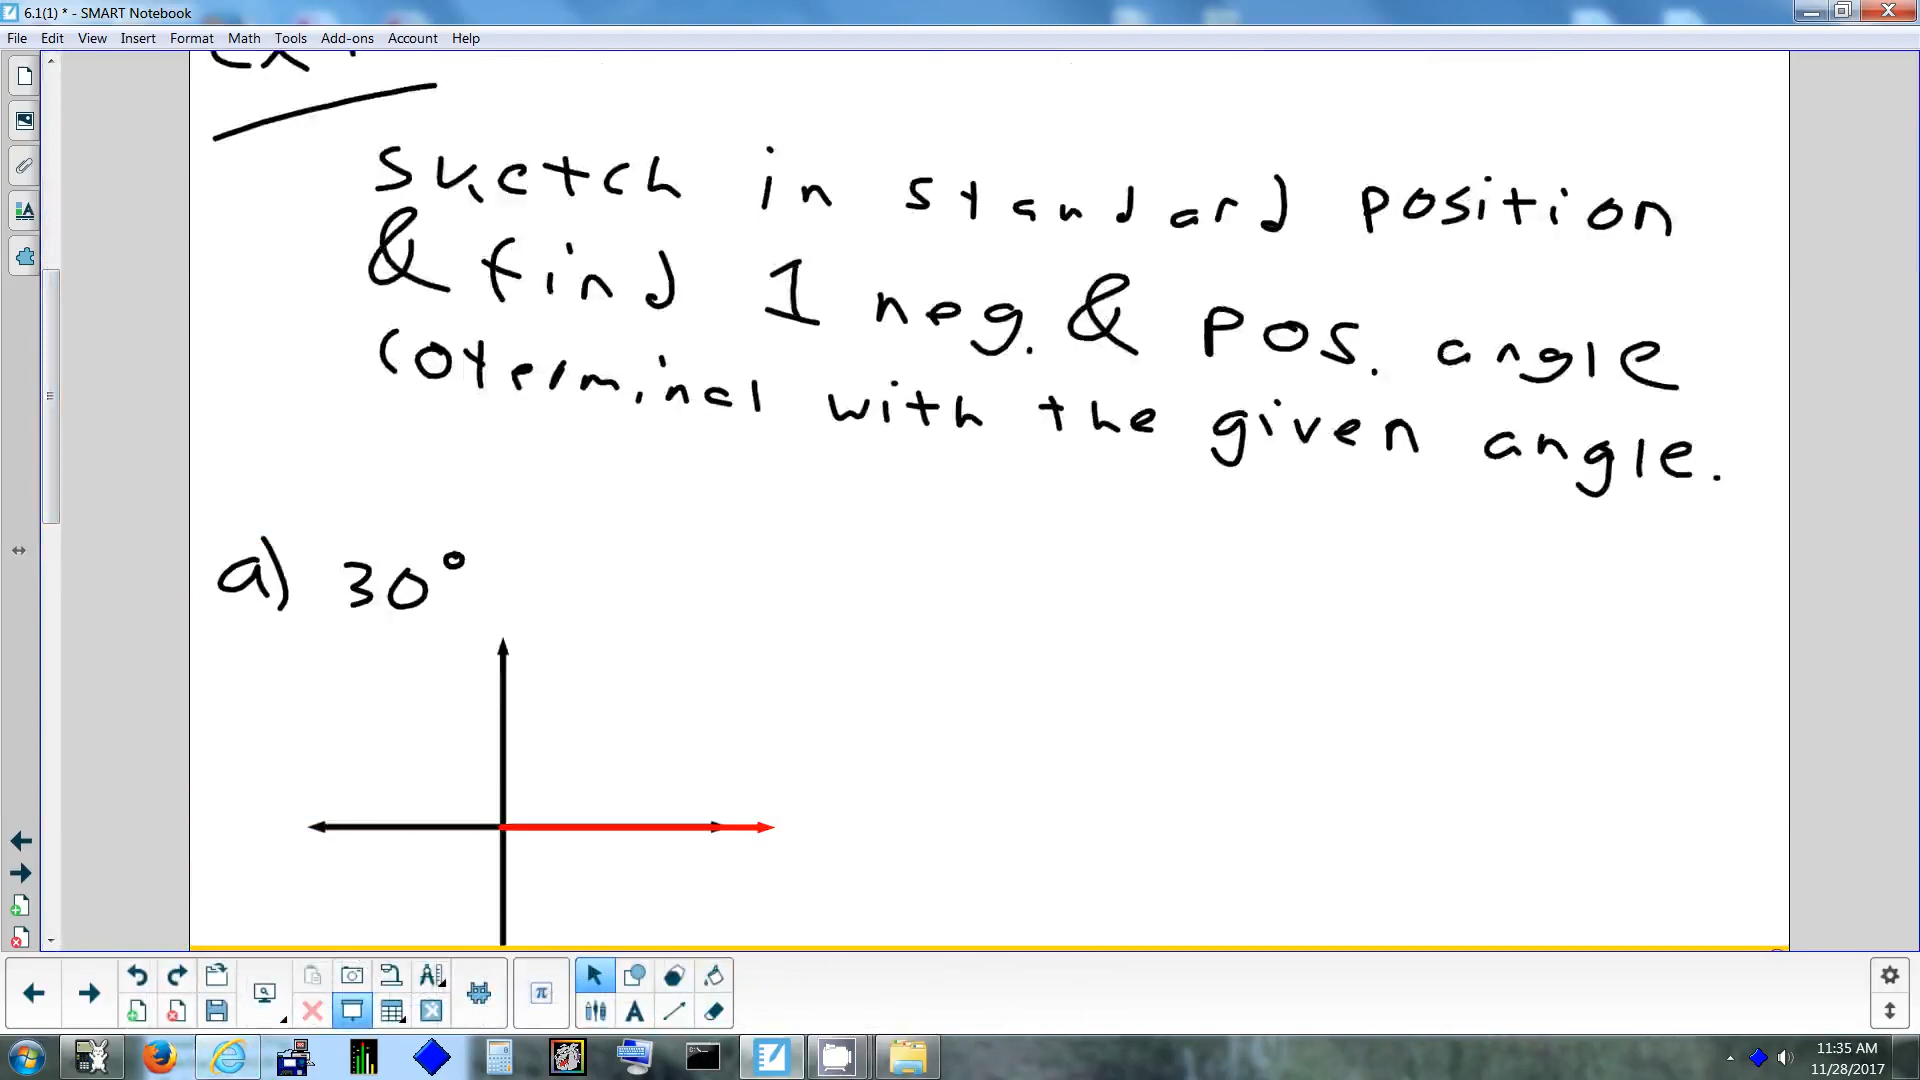 6.1(1) * - SMART Notebook
File Edit View Insert Format Math Tools Add-ons Account Help
sketch in standard position
& find 1 neg. & pos. angle
coterminal with the given angle.
a) 30°
π
A
11:35 AM
11/28/2017